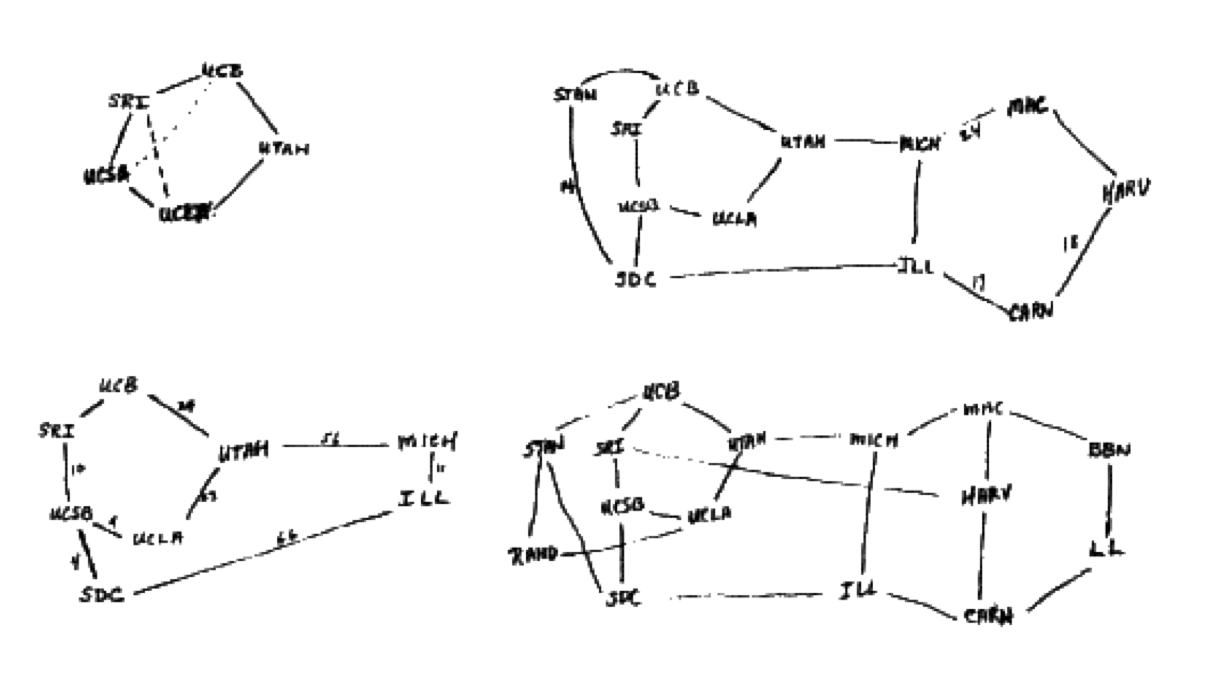 UCB
SRI
UTAH
UCSB
UCLA
STAN
UCB
MAC
SRI
UTAH
MICH
24
HARV
14
UCSB
UCLA
18
SDC
ILL
17
CARN
UCB
24
SRI
UTAH
56
MICH
10
11
UCSB
4
UCLA
63
ILL
4
66
SDC
UCB
MAC
STAN
SRI
UTAH
MICH
BBN
HARV
UCSB
UCLA
RAND
LL
SDC
ILL
CARN